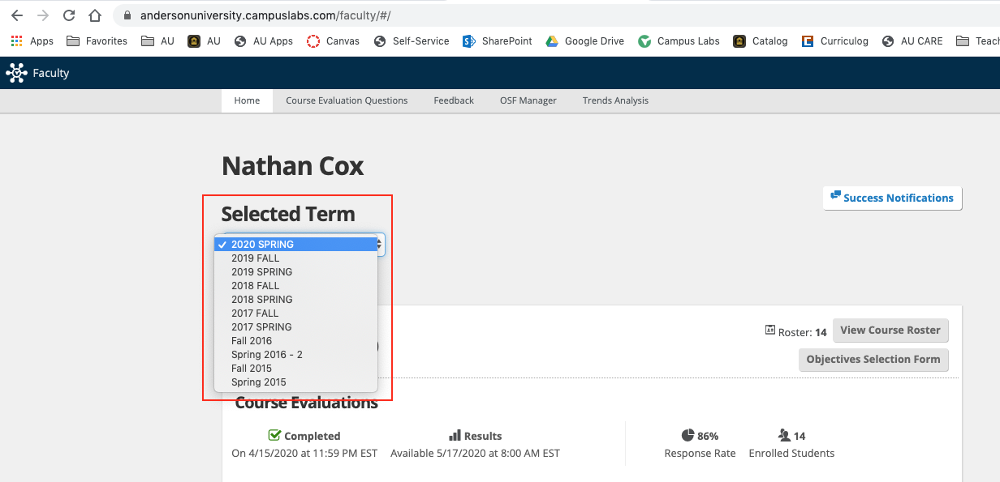 andersonuniversity.campuslabs.com/faculty/#/
Apps Favorites AU AU AU Apps Canvas Self-Service SharePoint Google Drive Campus Labs Catalog Curriculog AU CARE
Faculty
Home Course Evaluation Questions Feedback OSF Manager Trends Analysis
Nathan Cox
Success Notifications
Selected Term
2020 SPRING
2019 FALL
2019 SPRING
2018 FALL
2018 SPRING
2017 FALL
2017 SPRING
Fall 2016
Spring 2016 - 2
Fall 2015
Spring 2015
Roster: 14 View Course Roster
Objectives Selection Form
Course Evaluations
Completed Results 86% 14
On 4/15/2020 at 11:59 PM EST Available 5/17/2020 at 8:00 AM EST Response Rate Enrolled Students